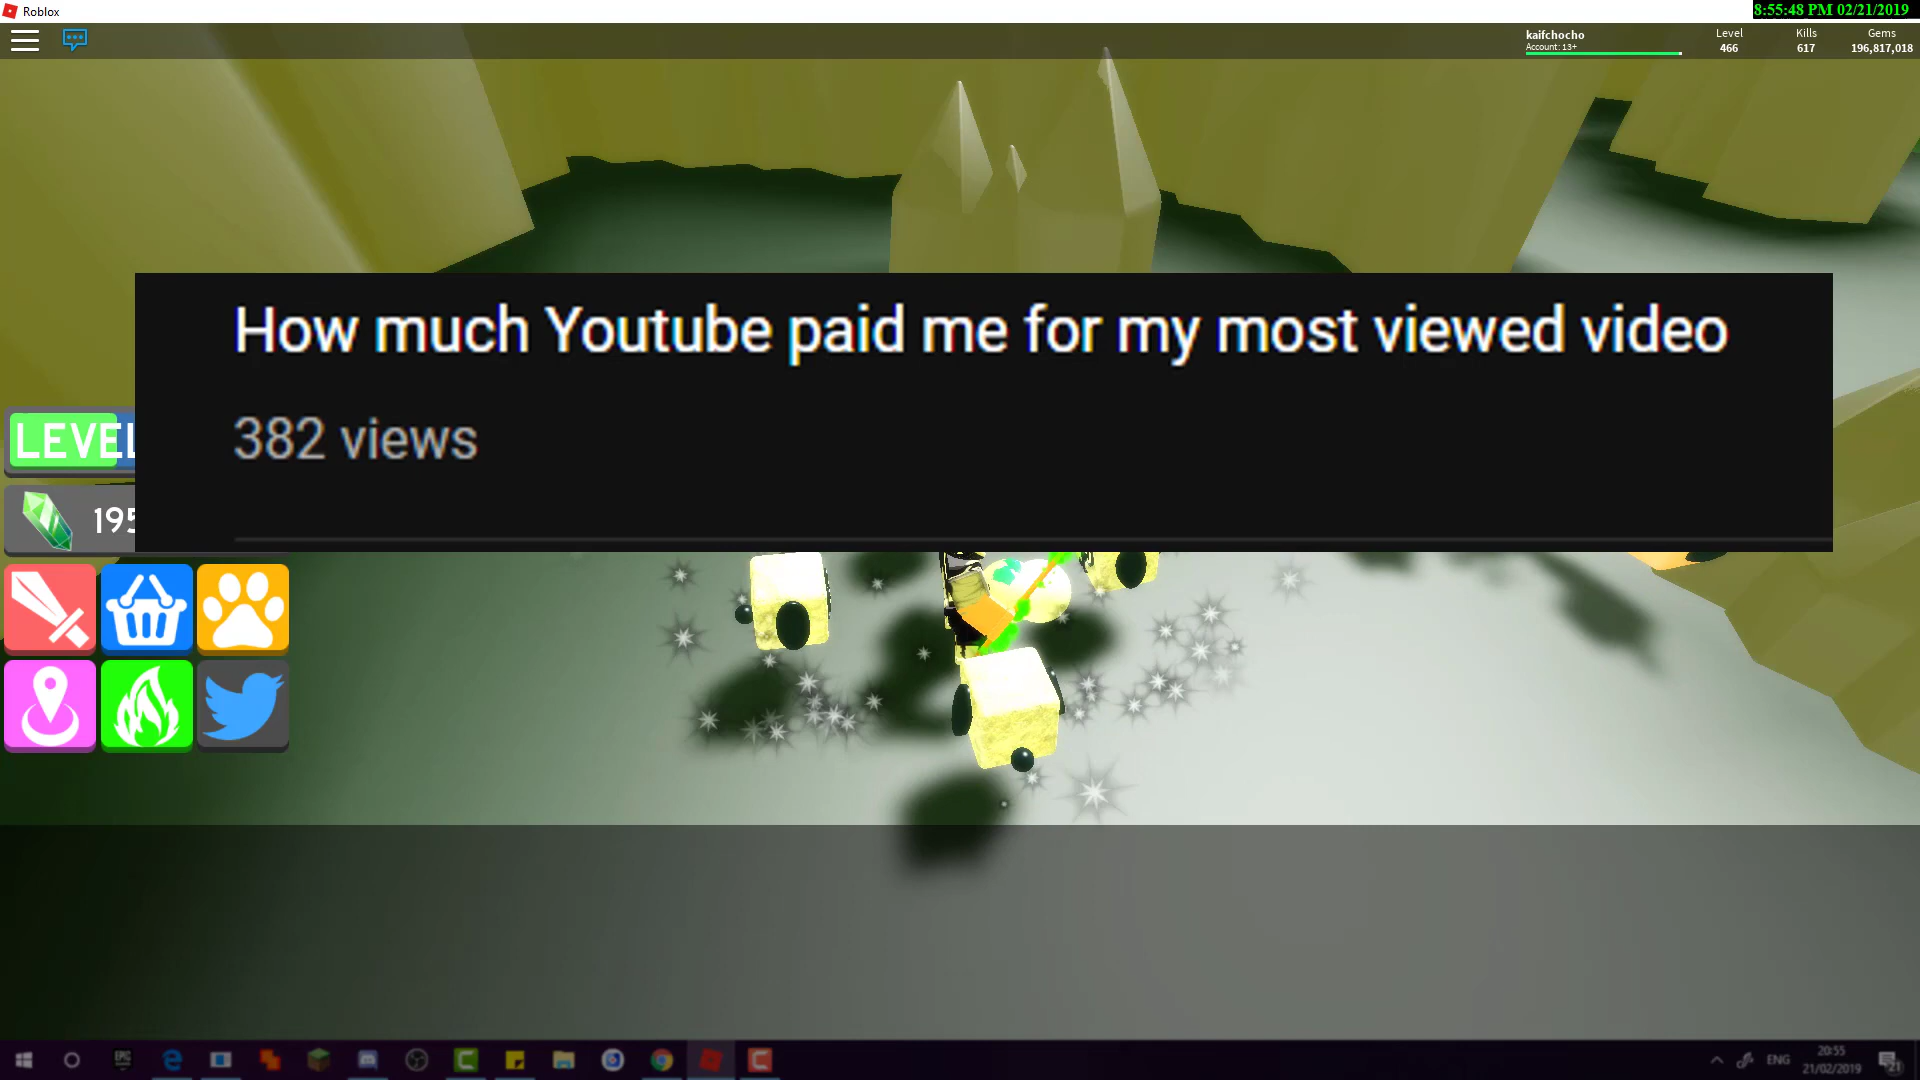 Roblox
8:55:48 PM 02/21/2019
kaifchocho
Account: 13+
Level
466
Kills
617
Gems
196,817,018
How much Youtube paid me for my most viewed video
382 views
LEVEL
195
EPIC
ENG
20:55
21/02/2019
21